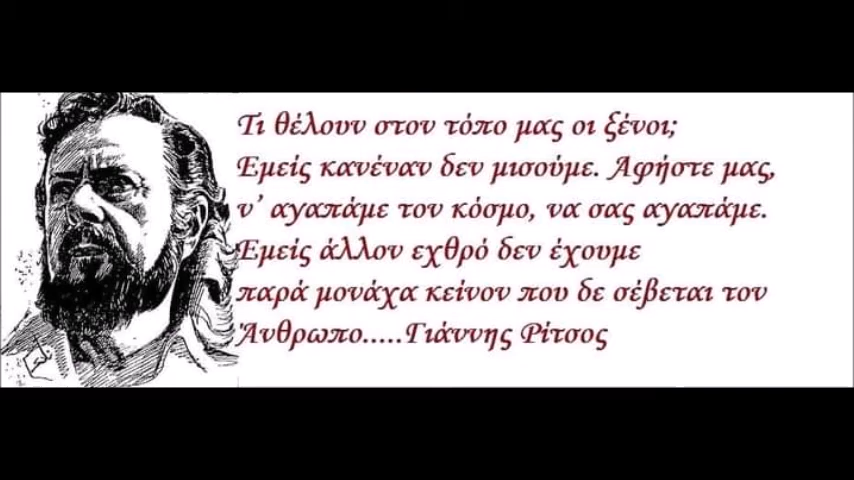 Τι θέλουν στον τόπο μας οι ξένοι;
Εμείς κανέναν δεν μισούμε. Αφήστε μας,
ν’ αγαπάμε τον κόσμο, να σας αγαπάμε.
Εμείς άλλον εχθρό δεν έχουμε
παρά μονάχα κείνον που δε σέβεται τον
Άνθρωπο.....Γιάννης Ρίτσος